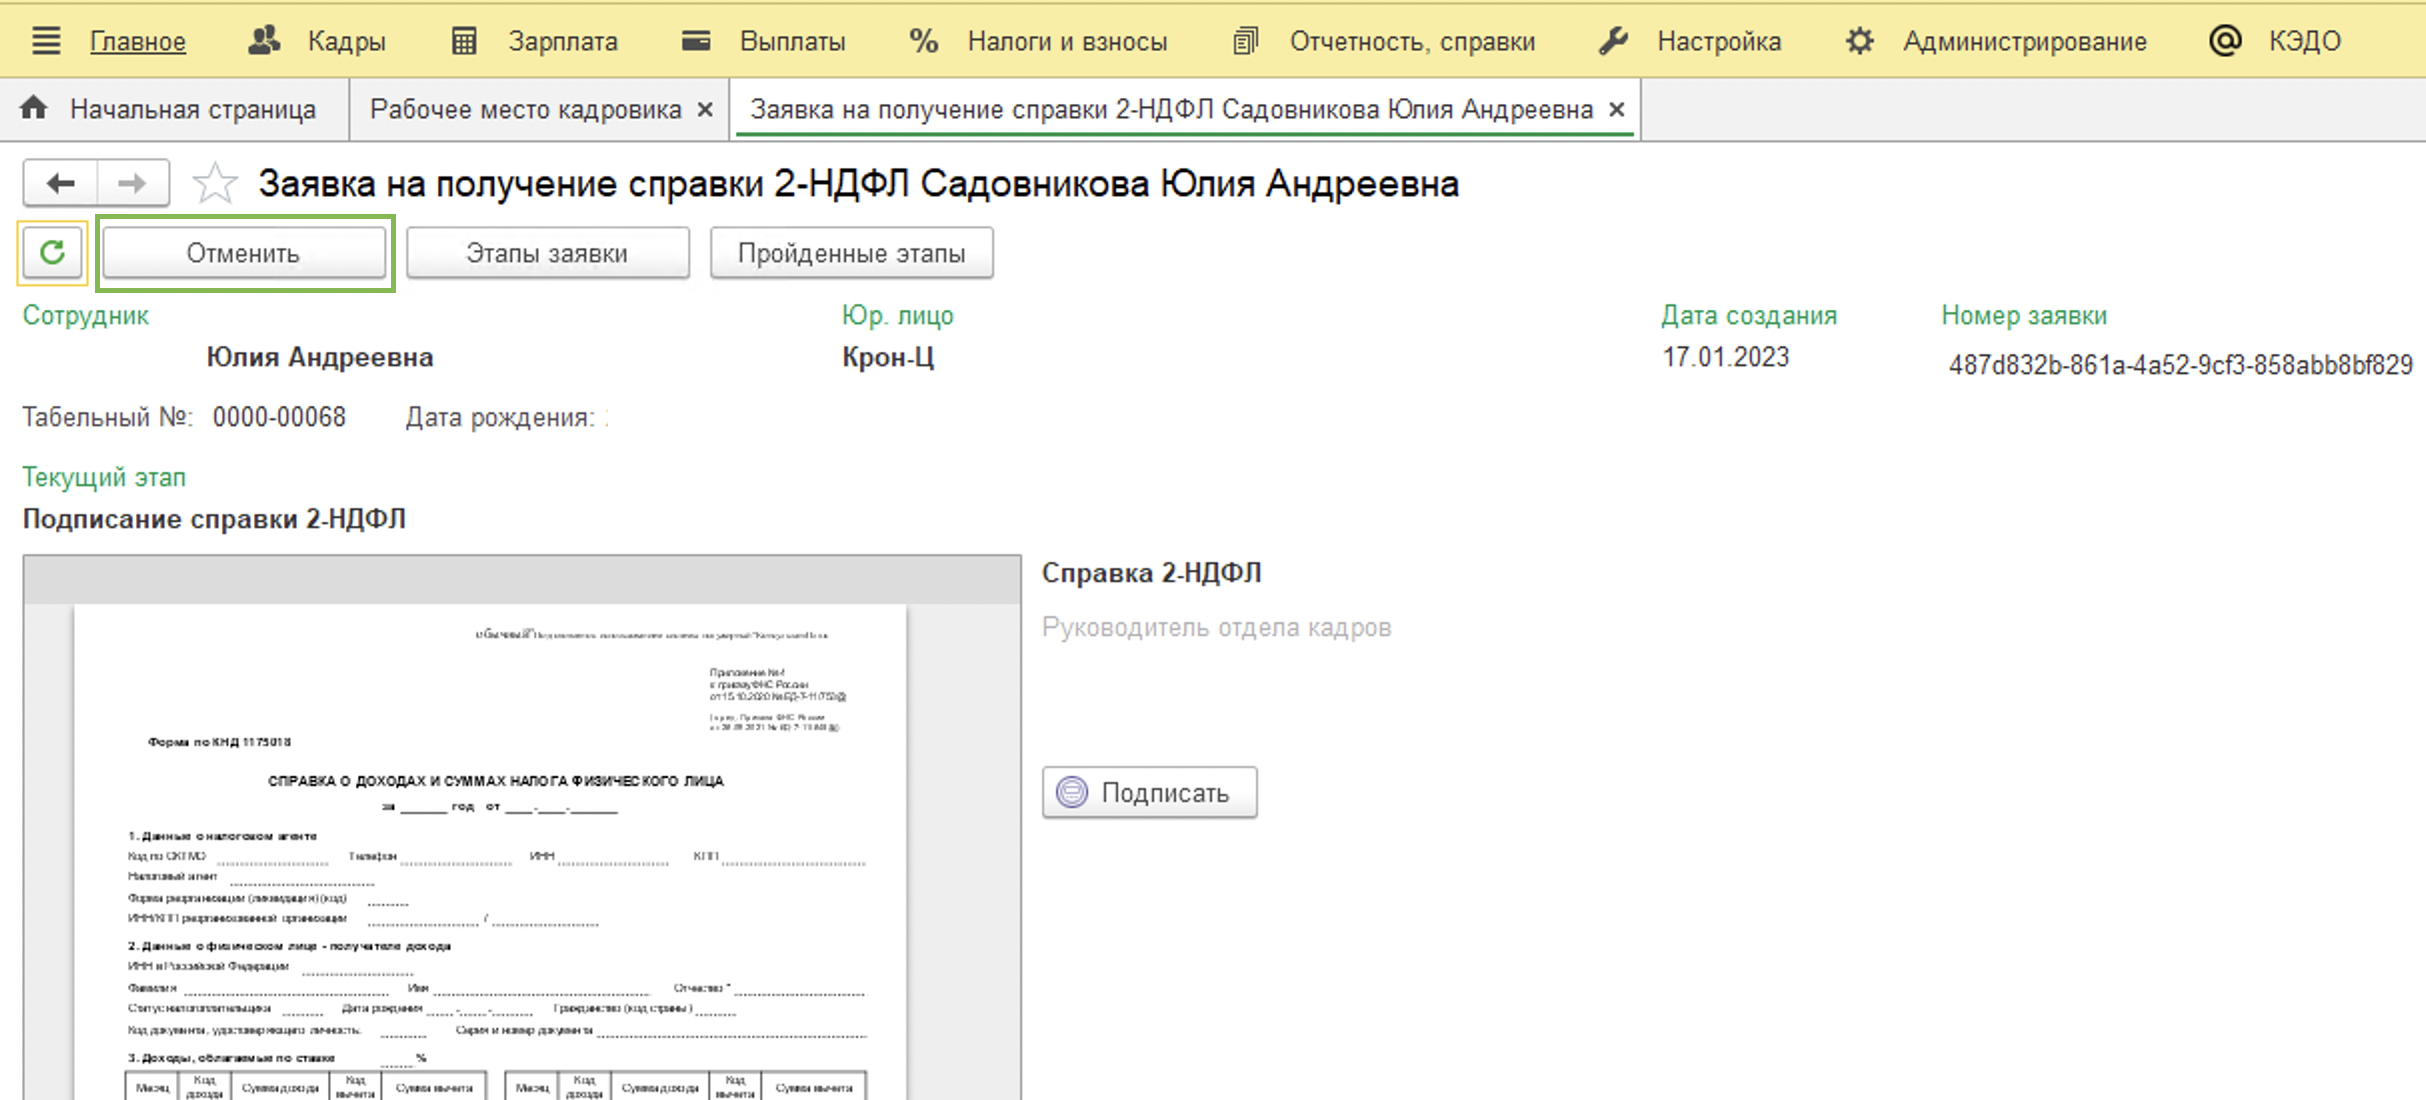 Главное Кадры Зарплата Выплаты % Налоги и взносы Отчетность, справки Настройка Администрирование @ КЭДО
Начальная страница Рабочее место кадровика × Заявка на получение справки 2-НДФЛ Садовникова Юлия Андреевна ×
Заявка на получение справки 2-НДФЛ Садовникова Юлия Андреевна
Отменить Этапы заявки Пройденные этапы
Сотрудник Юр. лицо Дата создания Номер заявки
Юлия Андреевна Крон-Ц 17.01.2023 487d832b-861a-4a52-9cf3-858abb8bf829
Табельный №: 0000-00068 Дата рождения:
Текущий этап
Подписание справки 2-НДФЛ
Справка 2-НДФЛ
Руководитель отдела кадров
Подписать
Приложение №4
к приказу ФНС России
от 15.10.2020 № ЕД-7-11/753@
Форма по КНД 1175018
СПРАВКА О ДОХОДАХ И СУММАХ НАЛОГА ФИЗИЧЕСКОГО ЛИЦА
за ______ год от ____.____.______
1. Данные о налоговом агенте
Код по ОКТМО Телефон ИНН КПП
Налоговый агент
Форма реорганизации (ликвидация) (код)
ИНН/КПП реорганизованной организации /
2. Данные о физическом лице - получателе дохода
ИНН в Российской Федерации
Фамилия Имя Отчество *
Статус налогоплательщика Дата рождения Гражданство (код страны)
Код документа, удостоверяющего личность: Серия и номер документа
3. Доходы, облагаемые по ставке %
Месяц Код дохода Сумма дохода Код вычета Сумма вычета Месяц Код дохода Сумма дохода Код вычета Сумма вычета